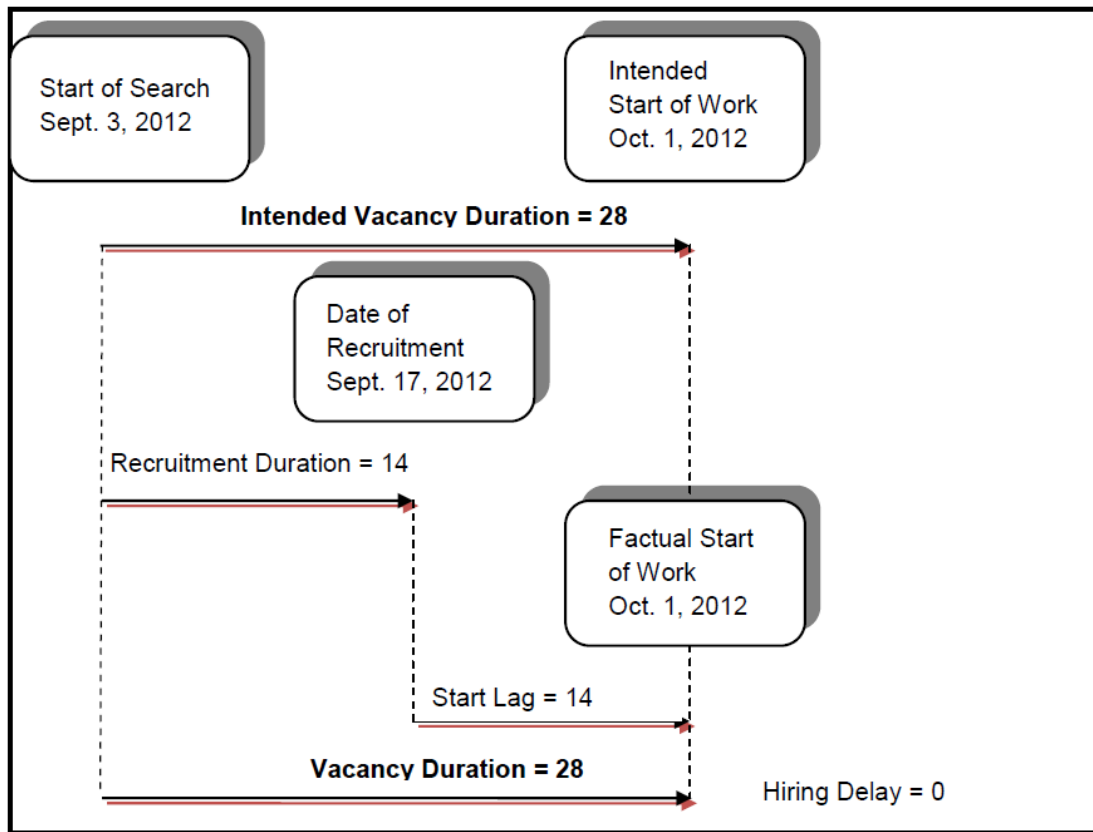 Start of Search
Sept. 3, 2012
Intended
Start of Work
Oct. 1, 2012
Intended Vacancy Duration = 28
Date of
Recruitment
Sept. 17, 2012
Recruitment Duration = 14
Factual Start
of Work
Oct. 1, 2012
Start Lag = 14
Vacancy Duration = 28
Hiring Delay = 0